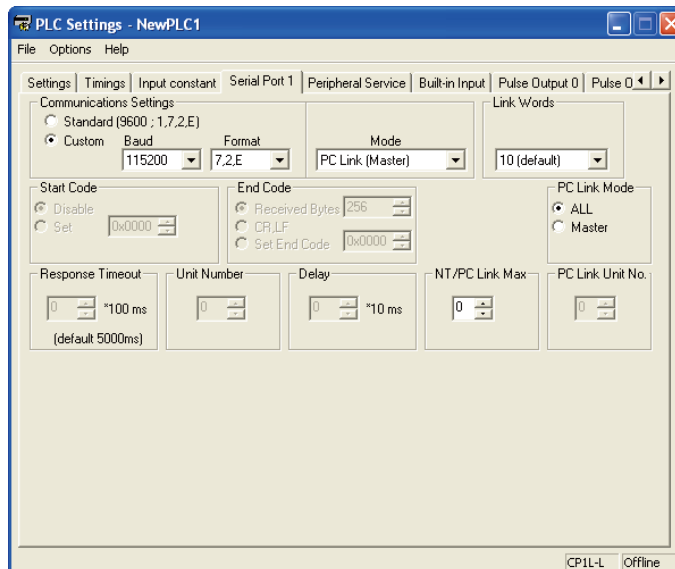 PLC Settings - NewPLC1
File Options Help
Settings Timings Input constant Serial Port 1 Peripheral Service Built-in Input Pulse Output 0 Pulse O
Communications Settings Link Words
Standard (9600 ; 1,7,2,E)
Custom Baud Format Mode
115200 7,2,E PC Link (Master) 10 (default)
Start Code End Code PC Link Mode
Disable Received Bytes 256 ALL
Set 0x0000 CR,LF Master
Set End Code 0x0000
Response Timeout Unit Number Delay NT/PC Link Max PC Link Unit No.
0 *100 ms 0 0 *10 ms 0 0
(default 5000ms)
CP1L-L Offline